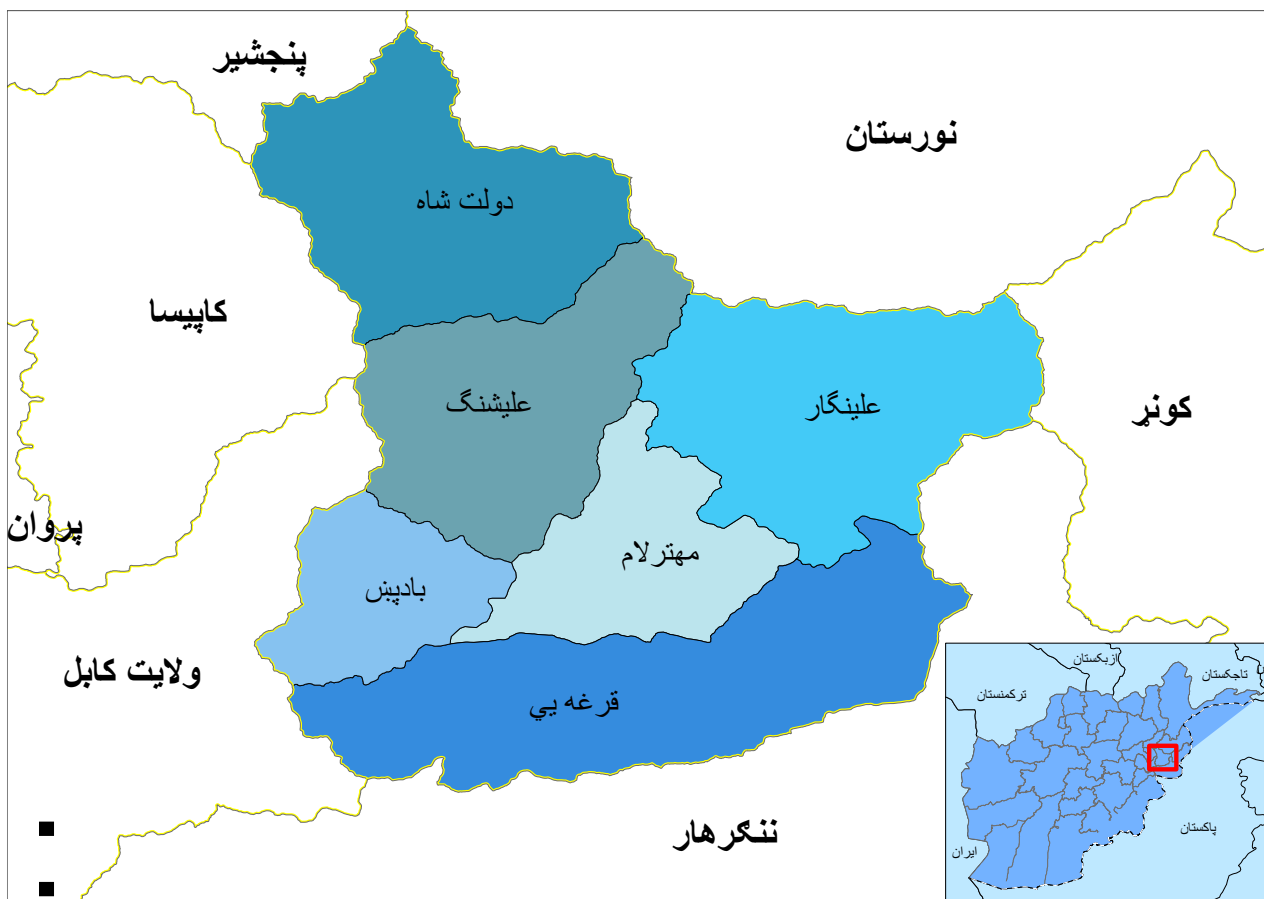 پنجشیر
نورستان
دولت شاه
کاپیسا
علیشنگ
علینگار
کونړ
پروان
مهترلام
بادپښ
ولایت کابل
قرغه یي
ننګرهار
ازبکستان
تاجکستان
ترکمنستان
پاکستان
ایران